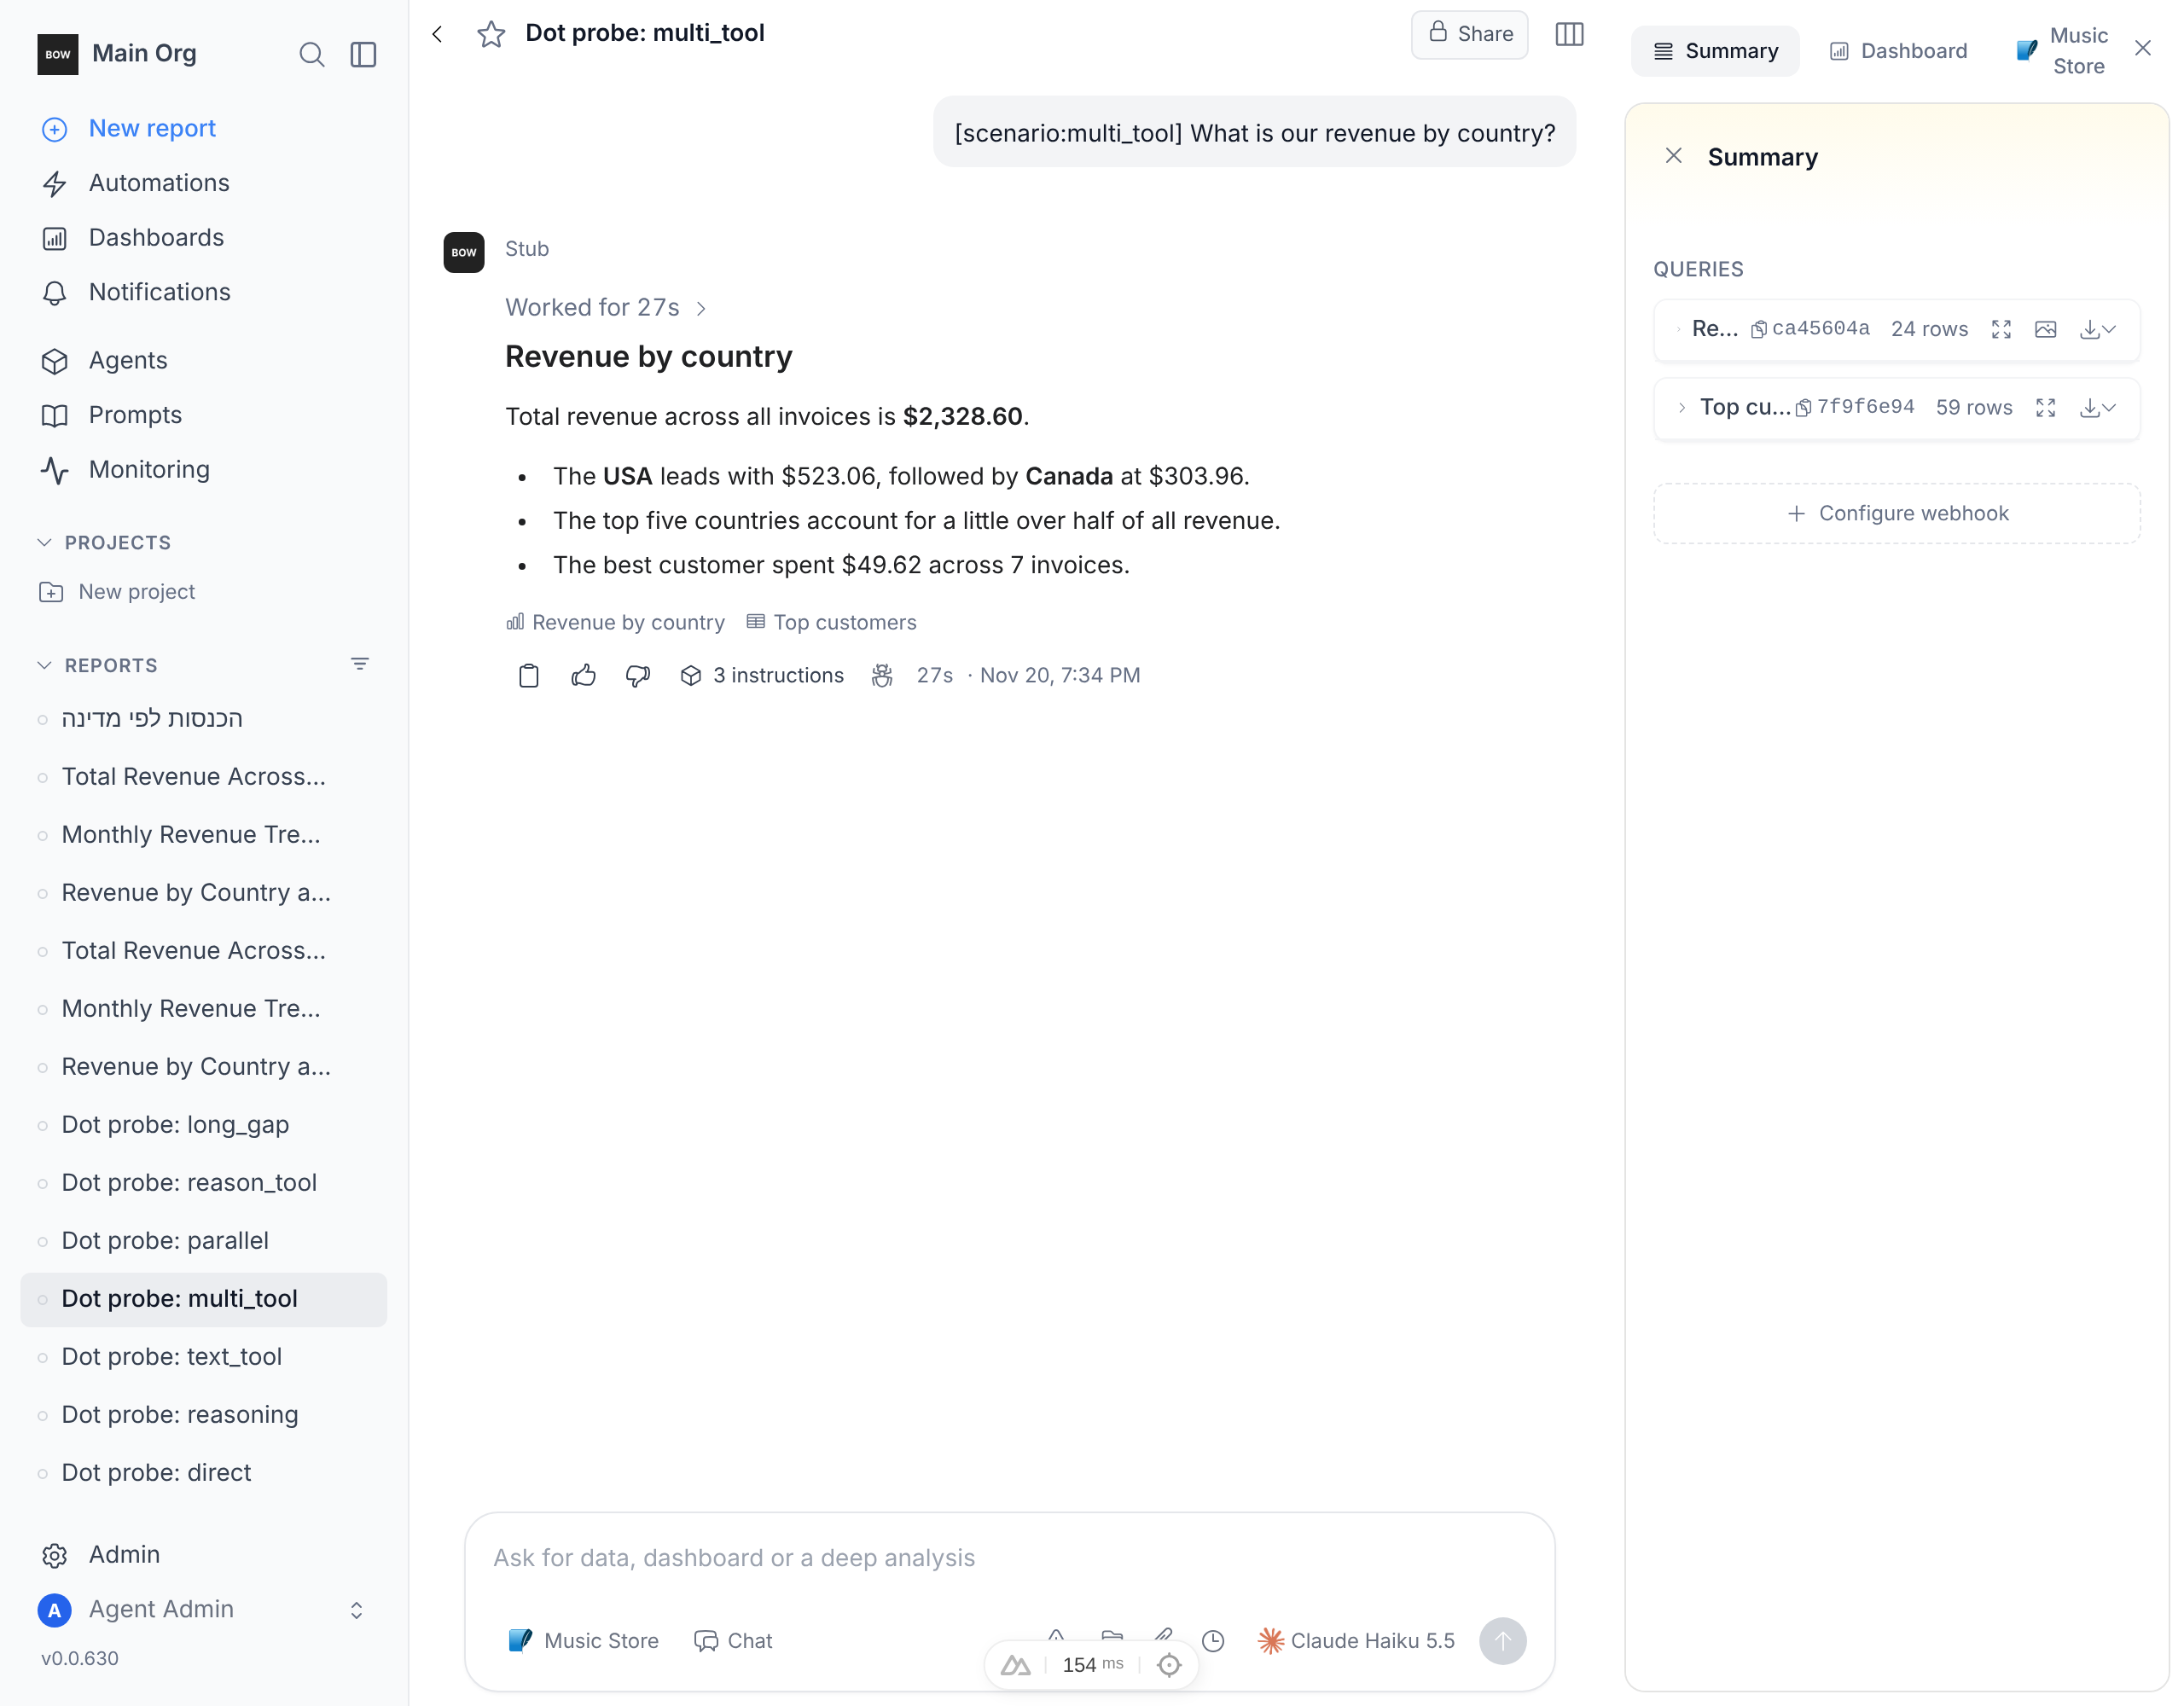 BOW Main Org
New report
Automations
Dashboards
Notifications
Agents
Prompts
Monitoring
PROJECTS
New project
REPORTS
הכנסות לפי מדינה
Total Revenue Across...
Monthly Revenue Tre...
Revenue by Country a...
Total Revenue Across...
Monthly Revenue Tre...
Revenue by Country a...
Dot probe: long_gap
Dot probe: reason_tool
Dot probe: parallel
Dot probe: multi_tool
Dot probe: text_tool
Dot probe: reasoning
Dot probe: direct
Admin
A Agent Admin
v0.0.630
Dot probe: multi_tool
Share
[scenario:multi_tool] What is our revenue by country?
BOW Stub
Worked for 27s
Revenue by country
Total revenue across all invoices is $2,328.60.
• The USA leads with $523.06, followed by Canada at $303.96.
• The top five countries account for a little over half of all revenue.
• The best customer spent $49.62 across 7 invoices.
Revenue by country Top customers
3 instructions 27s · Nov 20, 7:34 PM
Ask for data, dashboard or a deep analysis
Music Store Chat Claude Haiku 5.5
154 ms
Summary Dashboard Music
Store
Summary
QUERIES
Re... ca45604a 24 rows
Top cu... 7f9f6e94 59 rows
Configure webhook